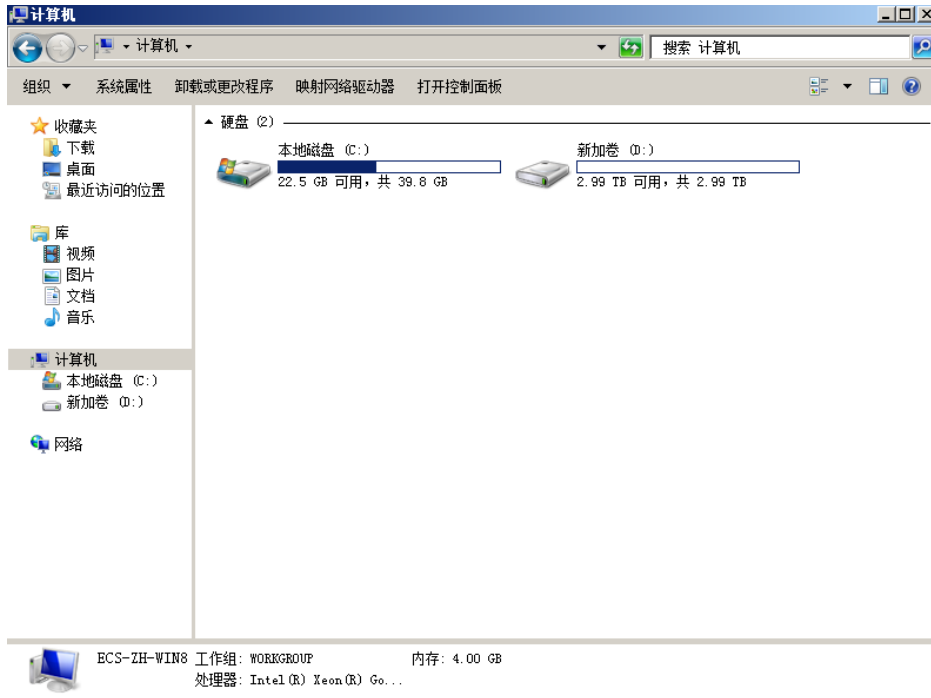 计算机
计算机
搜索 计算机
组织 系统属性 卸载或更改程序 映射网络驱动器 打开控制面板
收藏夹
下载
桌面
最近访问的位置
库
视频
图片
文档
音乐
计算机
本地磁盘 (C:)
新加卷 (D:)
网络
硬盘 (2)
本地磁盘 (C:)
22.5 GB 可用，共 39.8 GB
新加卷 (D:)
2.99 TB 可用，共 2.99 TB
ECS-ZH-WIN8 工作组: WORKGROUP 内存: 4.00 GB
处理器: Intel(R) Xeon(R) Go...